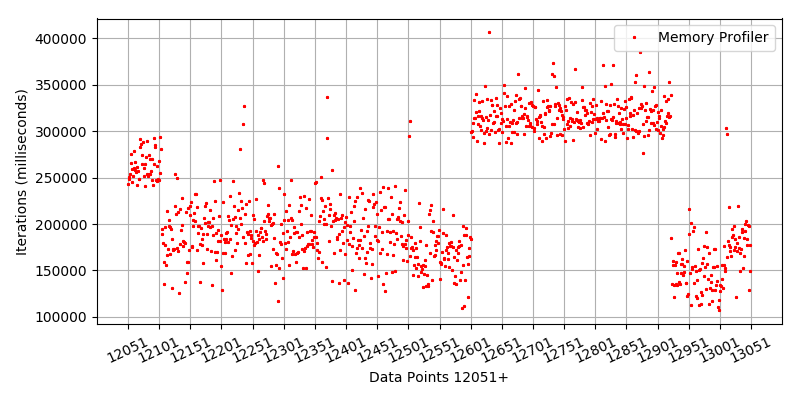 400000
350000
300000
250000
200000
150000
100000
Iterations (milliseconds)
Memory Profiler
12051 12101 12151 12201 12251 12301 12351 12401 12451 12501 12551 12601 12651 12701 12751 12801 12851 12901 12951 13001 13051
Data Points 12051+